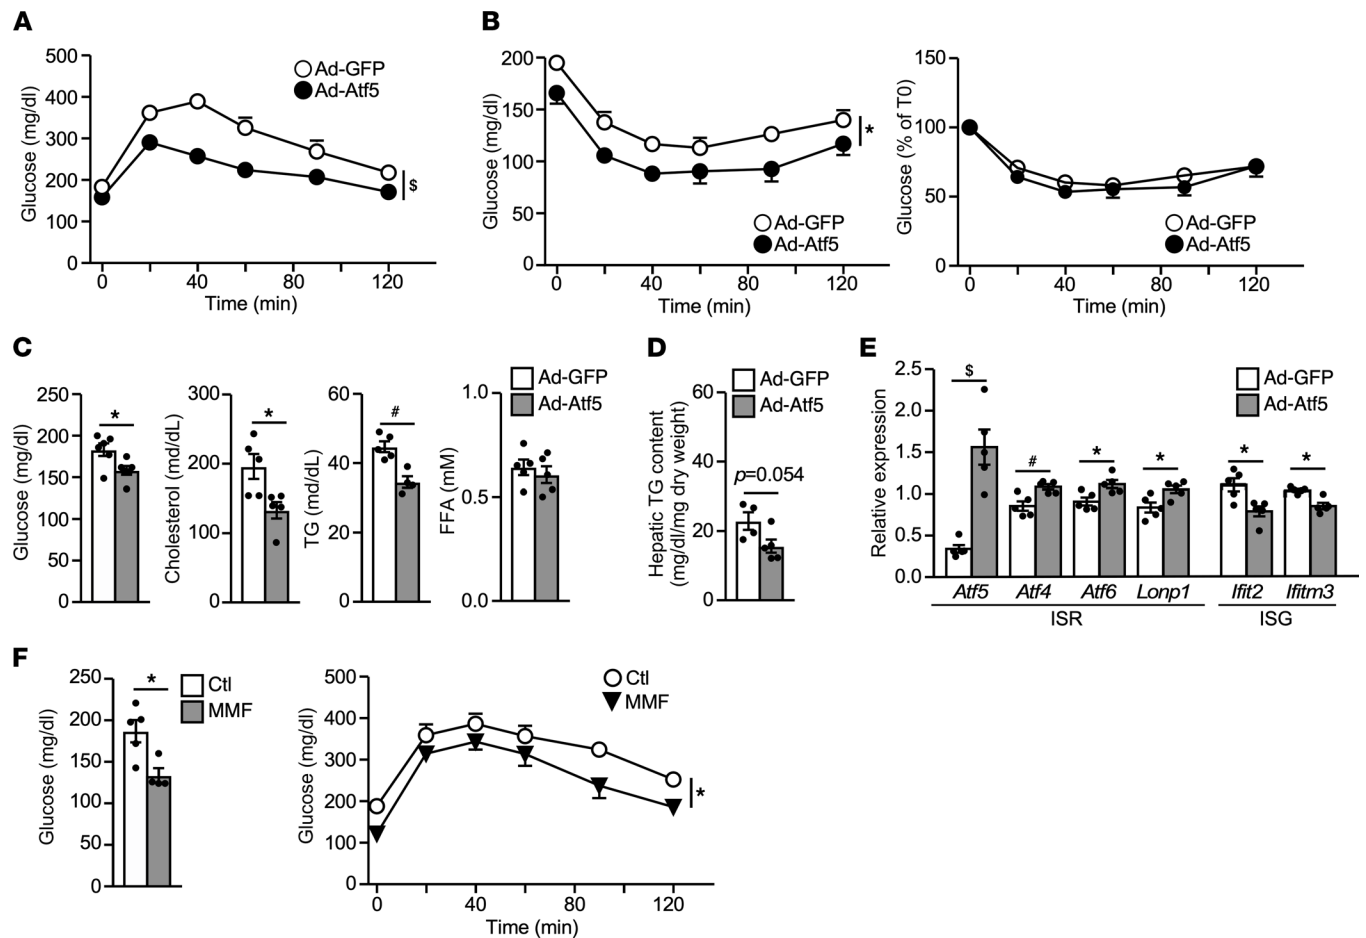 A
500
400
300
200
100
0
Glucose (mg/dl)
Ad-GFP
Ad-Atf5
$
0
40
80
120
Time (min)
B
200
150
100
50
0
Glucose (mg/dl)
*
Ad-GFP
Ad-Atf5
0
40
80
120
Time (min)
150
100
50
0
Glucose (% of T0)
Ad-GFP
Ad-Atf5
0
40
80
120
Time (min)
C
250
200
150
100
50
0
Glucose (mg/dl)
*
300
200
100
0
Cholesterol (md/dL)
*
60
40
20
0
TG (md/dL)
#
1.0
0.5
0.0
FFA (mM)
Ad-GFP
Ad-Atf5
D
Ad-GFP
Ad-Atf5
60
40
20
0
Hepatic TG content
(mg/dl/mg dry weight)
p=0.054
E
2.5
2.0
1.5
1.0
0.5
0.0
Relative expression
Ad-GFP
Ad-Atf5
$
#
*
*
*
*
Atf5 Atf4 Atf6 Lonp1 Ifit2 Ifitm3
ISR ISG
F
250
200
150
100
50
0
Glucose (mg/dl)
*
Ctl
MMF
500
400
300
200
100
0
Glucose (mg/dl)
Ctl
MMF
*
0
40
80
120
Time (min)